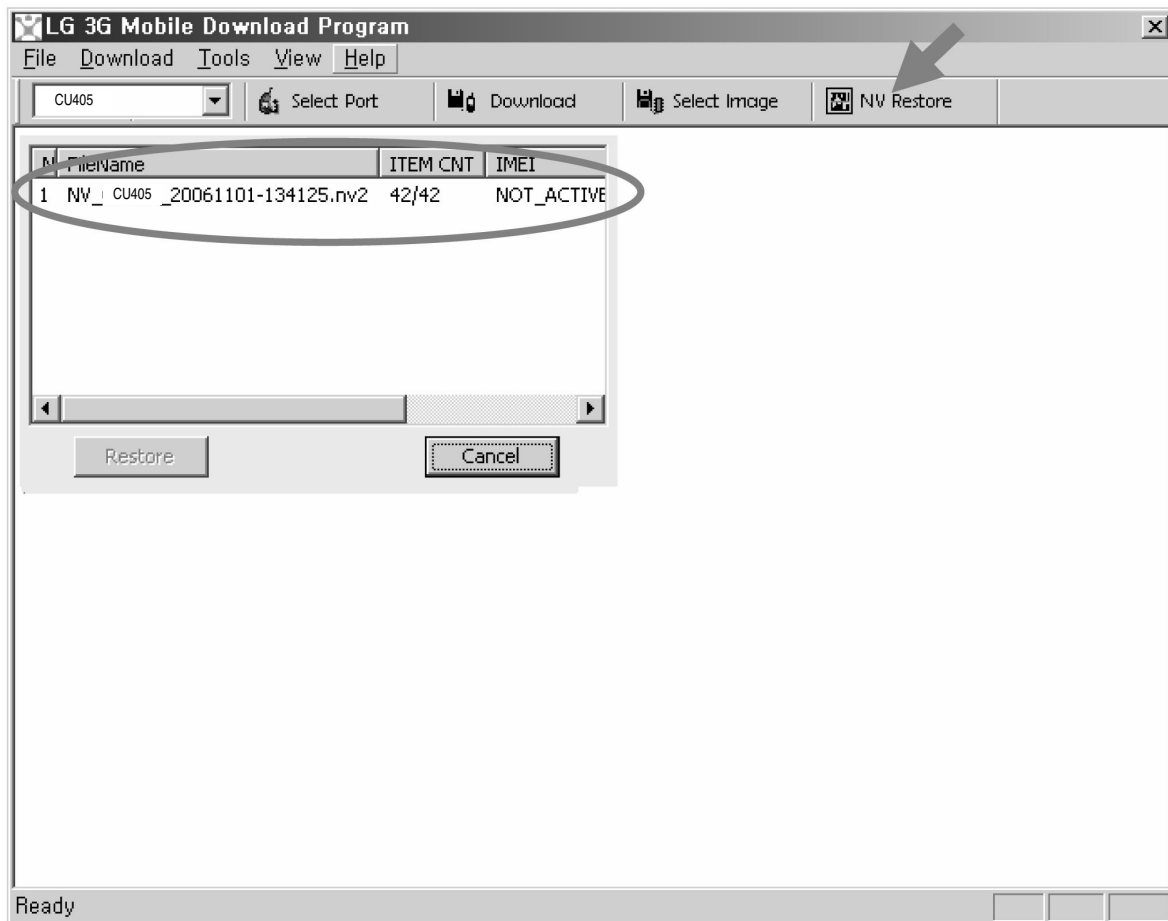 LG 3G Mobile Download Program
File Download Tools View Help
CU405 Select Port Download Select Image NV Restore
N FileName ITEM CNT IMEI
1 NV_ CU405 _20061101-134125.nv2 42/42 NOT_ACTIVE
Restore Cancel
Ready